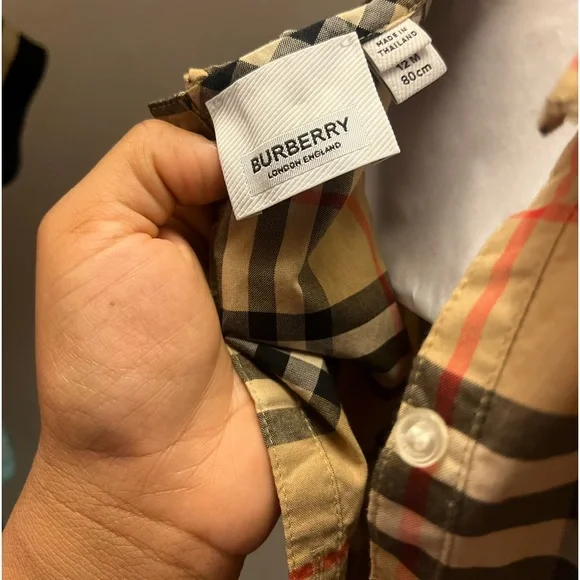 BURBERRY
LONDON ENGLAND
MADE IN
THAILAND
12 M
80cm